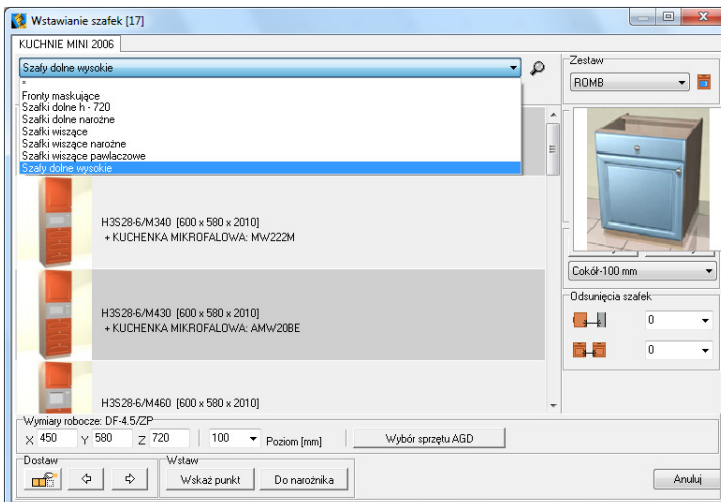 Wstawianie szafek [17]
KUCHNIE MINI 2006
Szafy dolne wysokie
*
Fronty maskujące
Szafki dolne h - 720
Szafki dolne narożne
Szafki wiszące
Szafki wiszące narożne
Szafki wiszące pawlaczowe
Szafy dolne wysokie
H3S28-6/M340 [600 x 580 x 2010]
+ KUCHENKA MIKROFALOWA: MW222M
H3S28-6/M430 [600 x 580 x 2010]
+ KUCHENKA MIKROFALOWA: AMW20BE
H3S28-6/M460 [600 x 580 x 2010]
Zestaw
ROMB
Cokół-100 mm
Odsunięcia szafek
0
0
Wymiary robocze: DF-4.5/ZP
X 450 Y 580 Z 720 100 Poziom [mm] Wybór sprzętu AGD
Dostaw
Wstaw
Wskaż punkt Do narożnika Anuluj